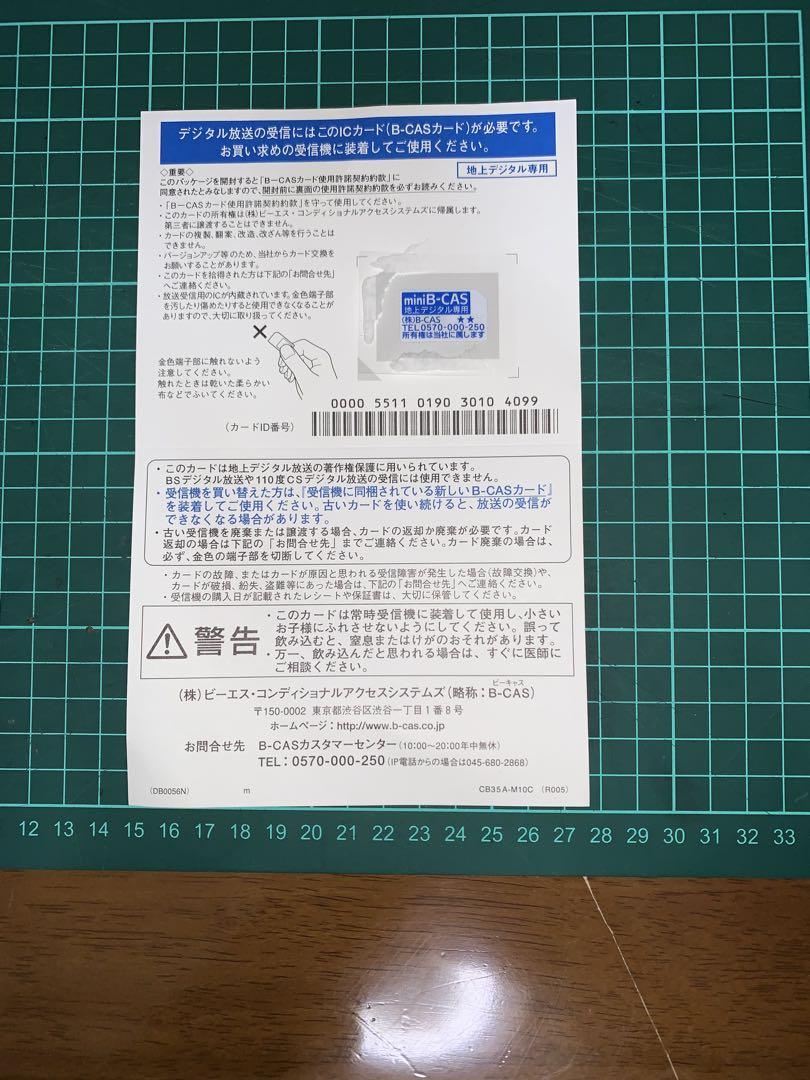 デジタル放送の受信にはこのICカード(B-CASカード)が必要です。
お買い求めの受信機に装着してご使用ください。
地上デジタル専用
◇重要◇
このパッケージを開封すると「B-CASカード使用許諾契約約款」に
同意されたとみなしますので、開封前に裏面の使用許諾契約約款を必ずお読みください。
・「B-CASカード使用許諾契約約款」を守って使用してください。
・このカードの所有権は(株)ビーエス・コンディショナルアクセスシステムズに帰属します。
第三者に譲渡することはできません。
・カードの複製、翻案、改造、改ざん等を行うことは
できません。
・バージョンアップ等のため、当社からカード交換を
お願いすることがあります。
・このカードを拾得された方は下記の「お問合せ先」
へご連絡ください。
・放送受信用のICが内蔵されています。金色端子部
を汚したり傷めたりすると使用できなくなることが
ありますので、大切に取り扱ってください。
miniB-CAS
地上デジタル専用
(株)B-CAS ★★
TEL0570-000-250
所有権は当社に属します
×
金色端子部に触れないよう
注意してください。
触れたときは乾いた柔らかい
布などでふいてください。
0000 5511 0190 3010 4099
(カードID番号)
・このカードは地上デジタル放送の著作権保護に用いられています。
BSデジタル放送や110度CSデジタル放送の受信には使用できません。
・受信機を買い替えた方は、『受信機に同梱されている新しいB-CASカード』
を装着してご使用ください。古いカードを使い続けると、放送の受信が
できなくなる場合があります。
・古い受信機を廃棄または譲渡する場合、カードの返却か廃棄が必要です。カード
返却の場合は下記の「お問合せ先」までご連絡ください。カード廃棄の場合は、
必ず、金色の端子部を切断してください。
・カードの故障、またはカードが原因と思われる受信障害が発生した場合(故障交換)や、
カードが破損、紛失、盗難等にあった場合は、下記の「お問合せ先」へご連絡ください。
・受信機の購入日が記載されたレシートや保証書は、大切に保管してください。
警告
・このカードは常時受信機に装着して使用し、小さい
お子様にふれさせないようにしてください。誤って
飲み込むと、窒息またはけがのおそれがあります。
・万一、飲み込んだと思われる場合は、すぐに医師に
ご相談ください。
ビーキャス
(株)ビーエス・コンディショナルアクセスシステムズ(略称:B-CAS)
〒150-0002 東京都渋谷区渋谷一丁目1番8号
ホームページ:http://www.b-cas.co.jp
お問合せ先 B-CASカスタマーセンター(10:00～20:00年中無休)
TEL:0570-000-250(IP電話からの場合は045-680-2868)
(DB0056N) m CB35A-M10C (R005)
12 13 14 15 16 17 18 19 20 21 22 23 24 25 26 27 28 29 30 31 32 33